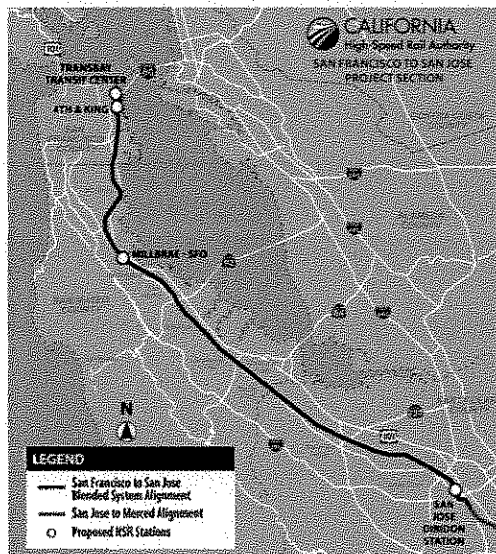 CALIFORNIA
High-Speed Rail Authority
SAN FRANCISCO TO SAN JOSE
PROJECT SECTION
101
TRANSBAY
TRANSIT CENTER
4TH & KING
MILLBRAE - SFO
101
N
SAN
JOSE
DIRIDON
STATION
LEGEND
San Francisco to San Jose
Blended System Alignment
San Jose to Merced Alignment
Proposed HSR Stations